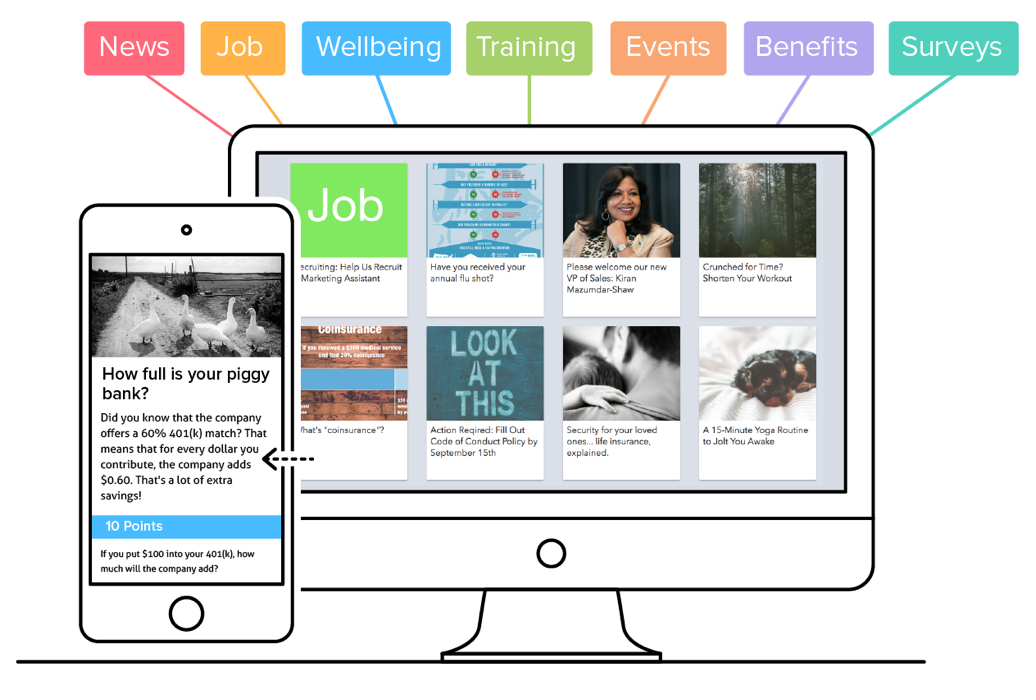 News
Job
Wellbeing
Training
Events
Benefits
Surveys
Job
ecruiting: Help Us Recruit
Marketing Assistant
Have you received your
annual flu shot?
Please welcome our new
VP of Sales: Kiran
Mazumdar-Shaw
Crunched for Time?
Shorten Your Workout
Coinsurance
If you received a $300 medical service
and had 20% coinsurance
hat's "coinsurance"?
LOOK
AT
THIS
Action Reqired: Fill Out
Code of Conduct Policy by
September 15th
Security for your loved
ones... life insurance,
explained.
A 15-Minute Yoga Routine
to Jolt You Awake
How full is your piggy
bank?
Did you know that the company
offers a 60% 401(k) match? That
means that for every dollar you
contribute, the company adds
$0.60. That's a lot of extra
savings!
10 Points
If you put $100 into your 401(k), how
much will the company add?